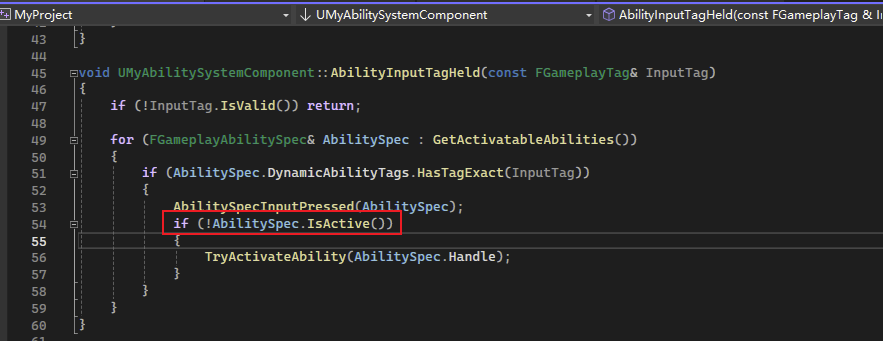 MyProject
UMyAbilitySystemComponent
AbilityInputTagHeld(const FGameplayTag& In
43 }
44
45 void UMyAbilitySystemComponent::AbilityInputTagHeld(const FGameplayTag& InputTag)
46 {
47 if (!InputTag.IsValid()) return;
48
49 for (FGameplayAbilitySpec& AbilitySpec : GetActivatableAbilities())
50 {
51 if (AbilitySpec.DynamicAbilityTags.HasTagExact(InputTag))
52 {
53 AbilitySpecInputPressed(AbilitySpec);
54 if (!AbilitySpec.IsActive())
55 {
56 TryActivateAbility(AbilitySpec.Handle);
57 }
58 }
59 }
60 }